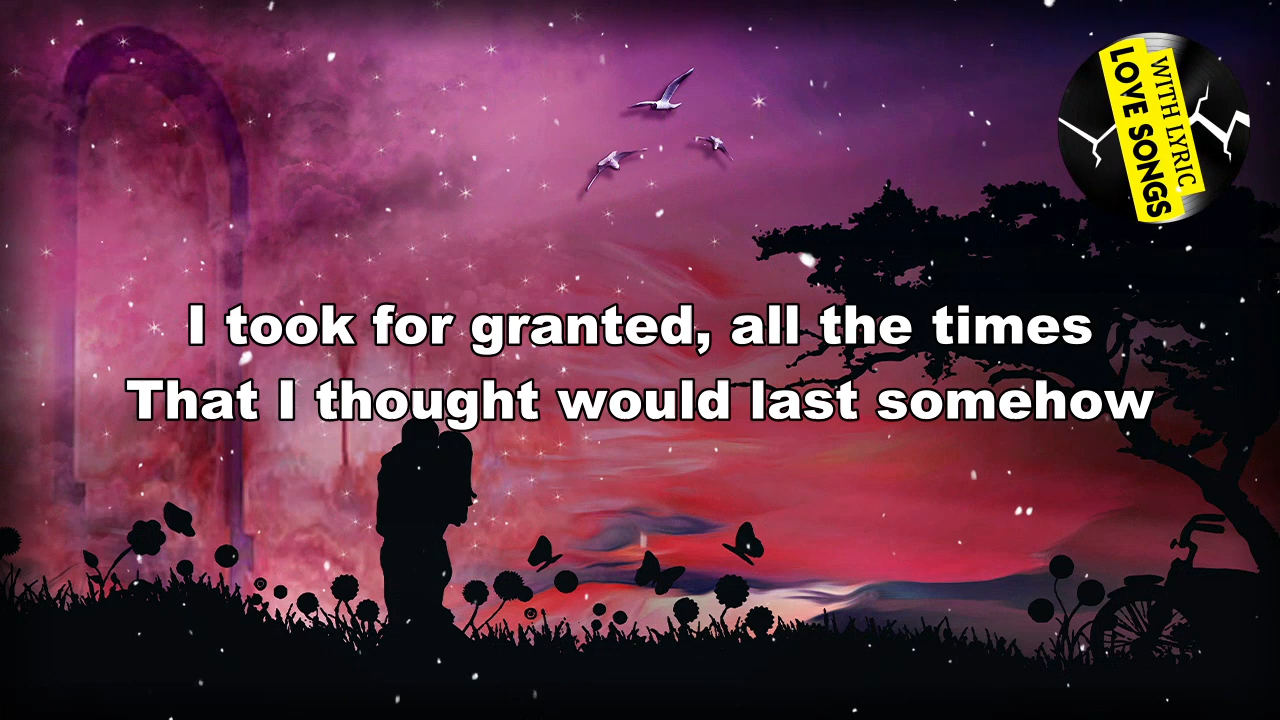 WITH LYRIC
LOVE SONGS
I took for granted, all the times
That I thought would last somehow